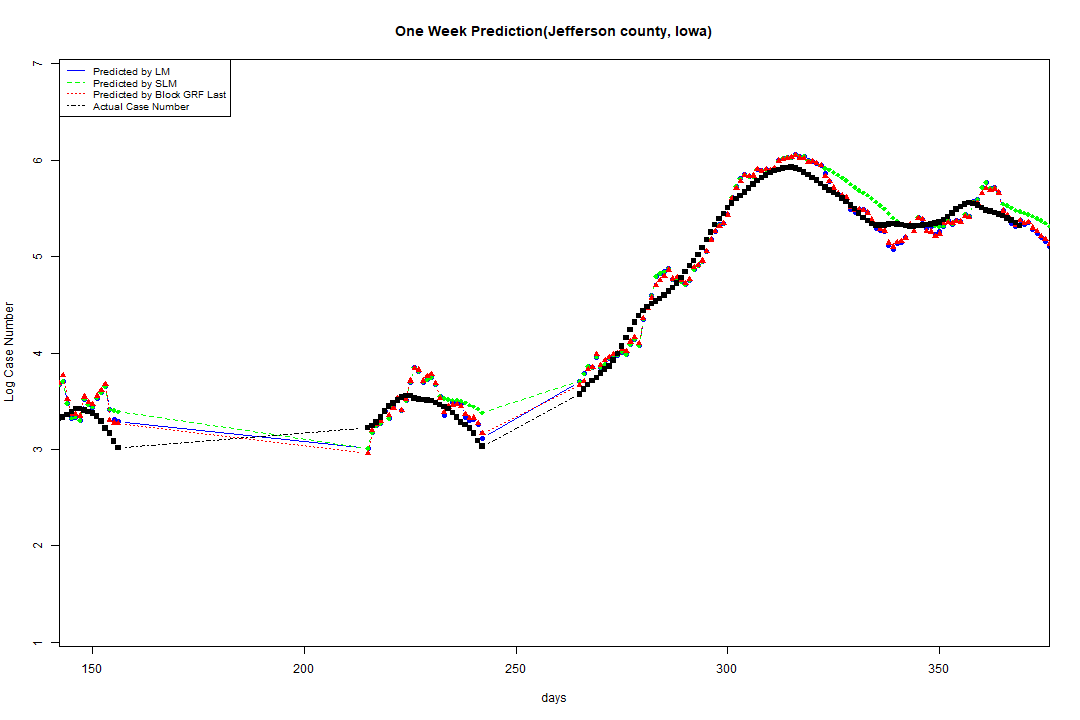 One Week Prediction(Jefferson county, Iowa)
Predicted by LM
Predicted by SLM
Predicted by Block GRF Last
Actual Case Number
7
6
5
4
3
2
1
Log Case Number
150 200 250 300 350
days